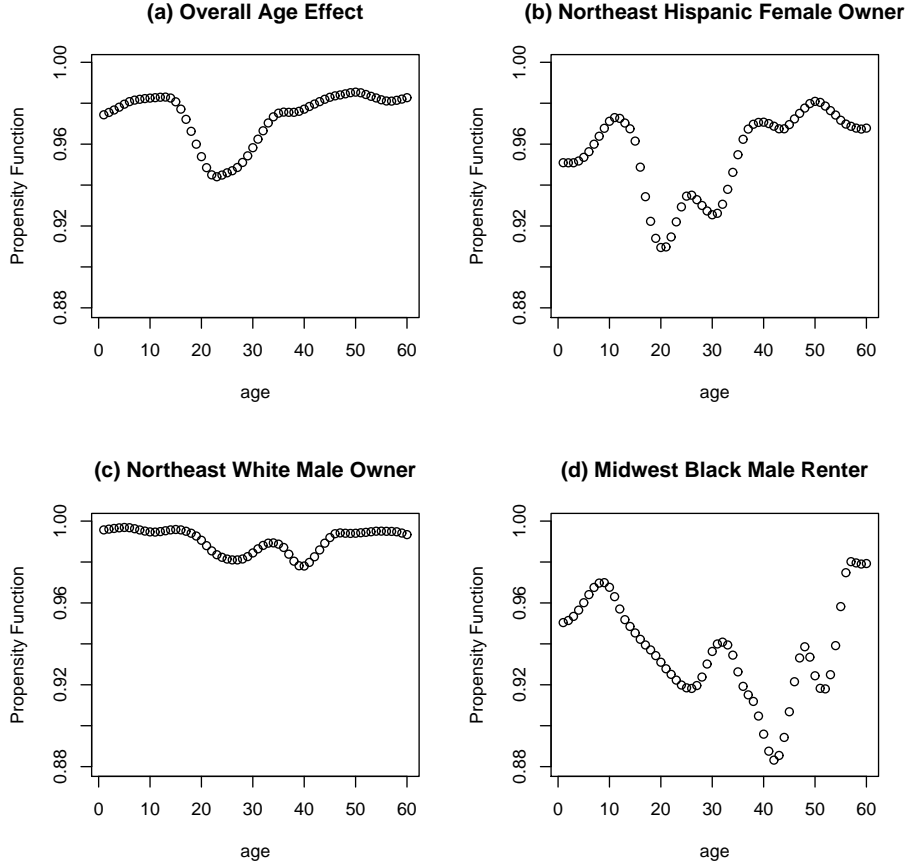 (a) Overall Age Effect
Propensity Function
1.00
0.96
0.92
0.88
0 10 20 30 40 50 60
age
(b) Northeast Hispanic Female Owner
Propensity Function
1.00
0.96
0.92
0.88
0 10 20 30 40 50 60
age
(c) Northeast White Male Owner
Propensity Function
1.00
0.96
0.92
0.88
0 10 20 30 40 50 60
age
(d) Midwest Black Male Renter
Propensity Function
1.00
0.96
0.92
0.88
0 10 20 30 40 50 60
age